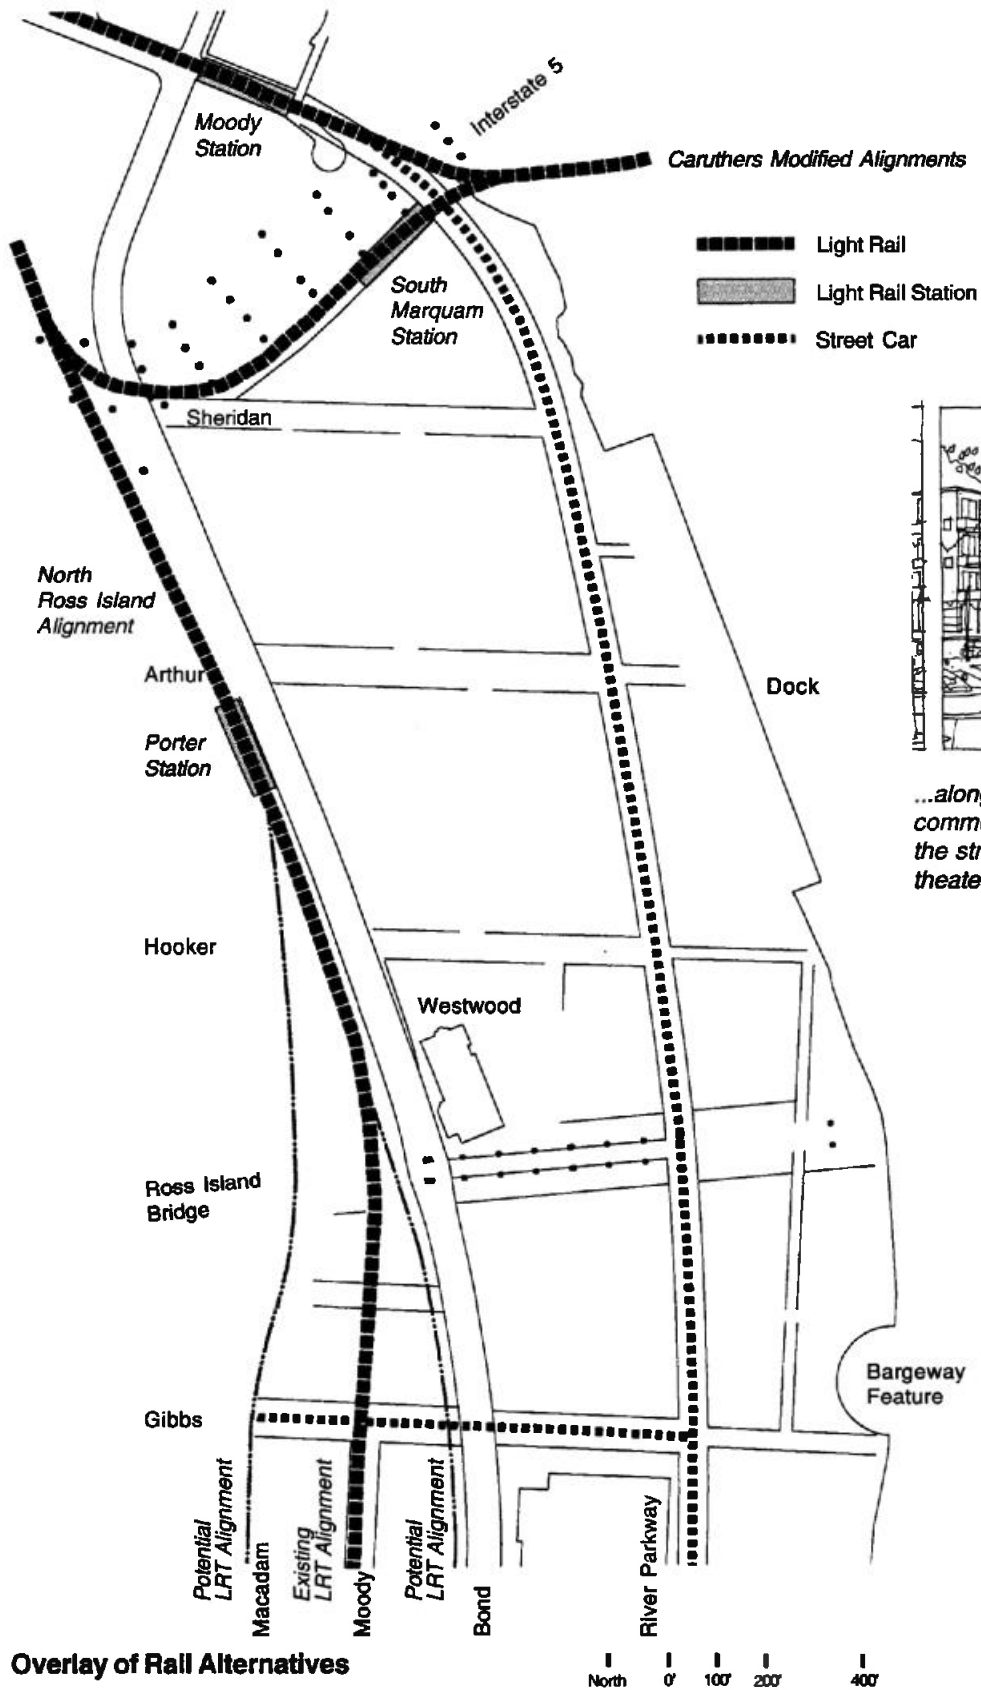 Interstate 5
Moody
Station
Caruthers Modified Alignments
Light Rail
Light Rail Station
Street Car
South
Marquam
Station
Sheridan
North
Ross Island
Alignment
Arthur
Dock
Porter
Station
...along
the str
Hooker
Westwood
Ross Island
Bridge
Bargeway
Feature
Gibbs
Potential
LRT Alignment
Macadam
Existing
LRT Alignment
Moody
Potential
LRT Alignment
Bond
River Parkway
Overlay of Rail Alternatives
North 0' 100' 200' 400'